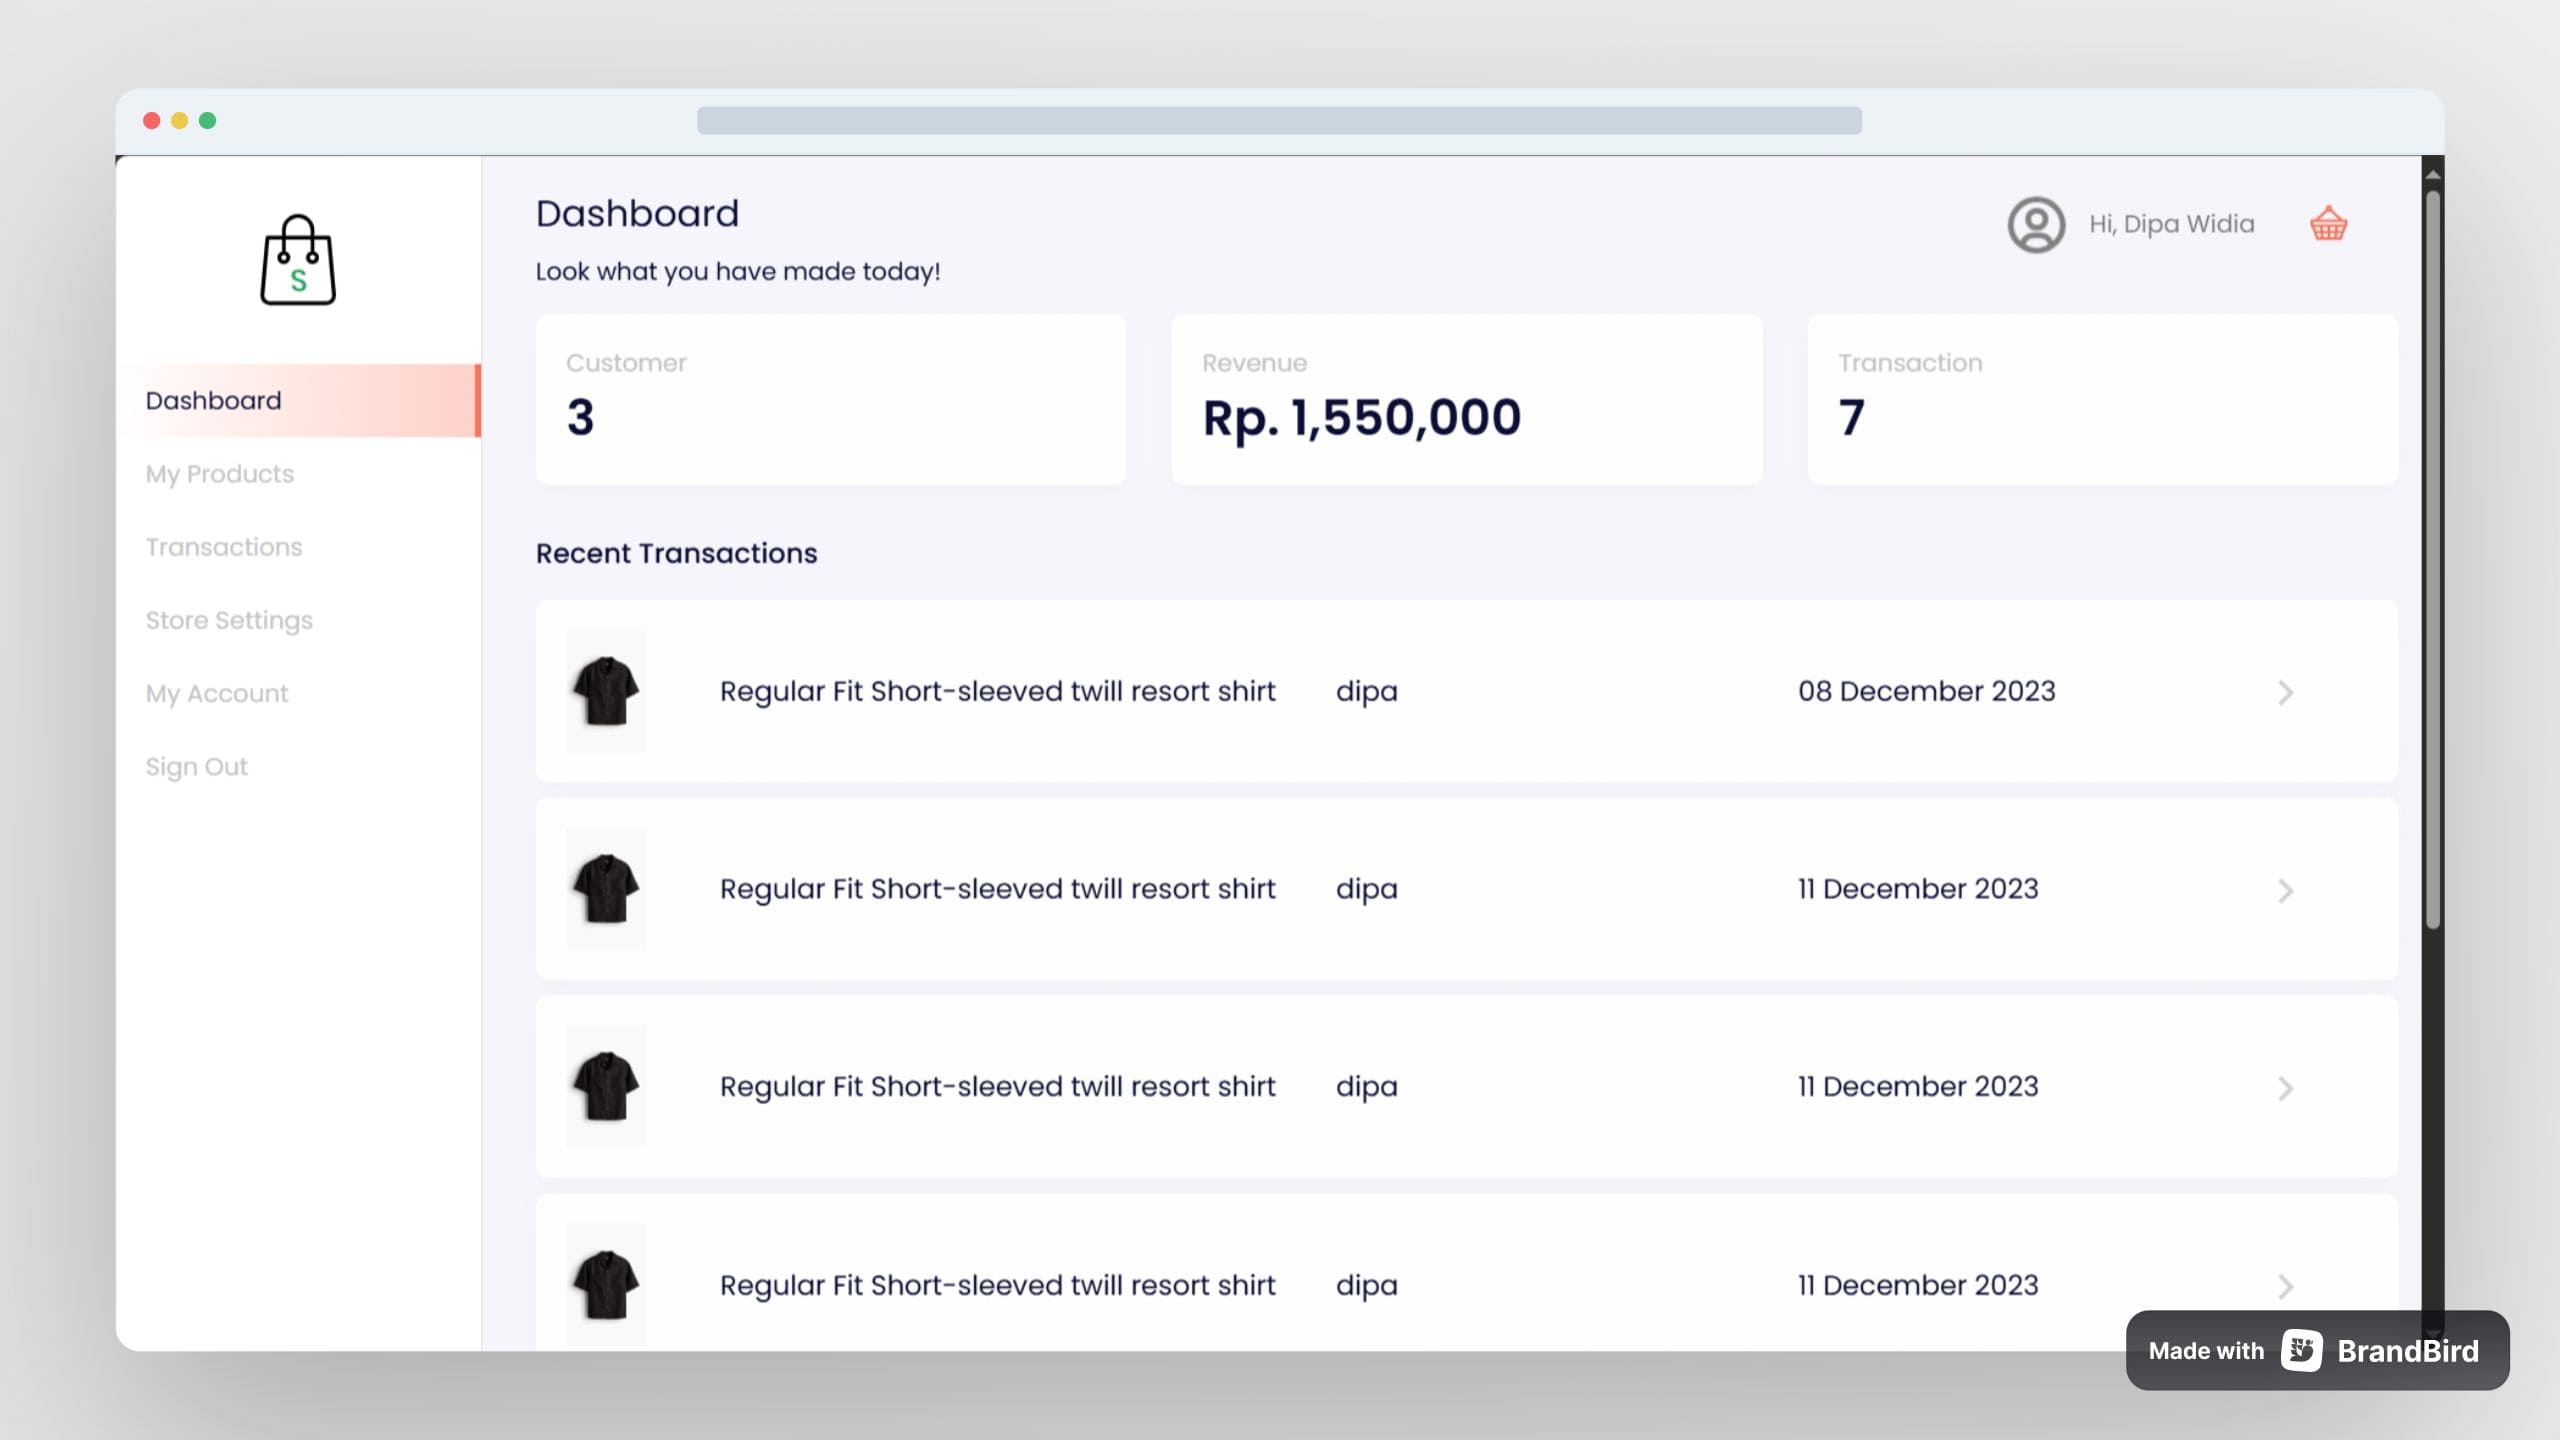 S
Dashboard
My Products
Transactions
Store Settings
My Account
Sign Out
Dashboard
Look what you have made today!
Hi, Dipa Widia
Customer
3
Revenue
Rp. 1,550,000
Transaction
7
Recent Transactions
Regular Fit Short-sleeved twill resort shirt dipa 08 December 2023
Regular Fit Short-sleeved twill resort shirt dipa 11 December 2023
Regular Fit Short-sleeved twill resort shirt dipa 11 December 2023
Regular Fit Short-sleeved twill resort shirt dipa 11 December 2023
Made with BrandBird